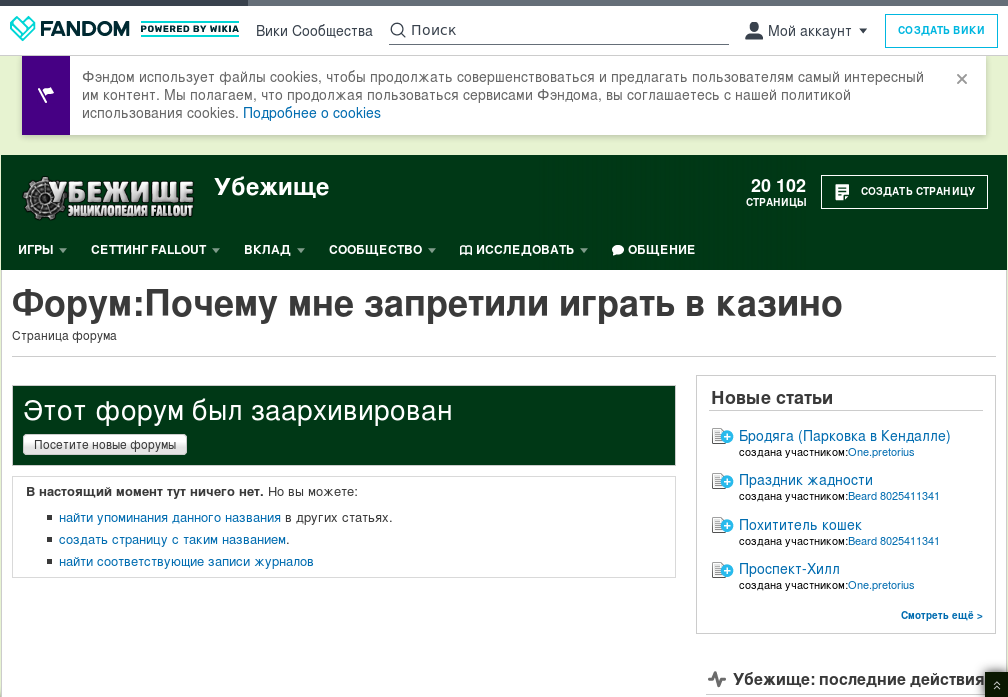 FANDOM POWERED BY WIKIA Вики Сообщества Поиск Мой аккаунт СОЗДАТЬ ВИКИ
Фэндом использует файлы cookies, чтобы продолжать совершенствоваться и предлагать пользователям самый интересный
им контент. Мы полагаем, что продолжая пользоваться сервисами Фэндома, вы соглашаетесь с нашей политикой
использования cookies. Подробнее о cookies
УБЕЖИЩЕ
ЭНЦИКЛОПЕДИЯ FALLOUT
Убежище
20 102
СТРАНИЦЫ
СОЗДАТЬ СТРАНИЦУ
ИГРЫ СЕТТИНГ FALLOUT ВКЛАД СООБЩЕСТВО ИССЛЕДОВАТЬ ОБЩЕНИЕ
Форум:Почему мне запретили играть в казино
Страница форума
Этот форум был заархивирован
Посетите новые форумы
В настоящий момент тут ничего нет. Но вы можете:
найти упоминания данного названия в других статьях.
создать страницу с таким названием.
найти соответствующие записи журналов
Новые статьи
Бродяга (Парковка в Кендалле)
создана участником:One.pretorius
Праздник жадности
создана участником:Beard 8025411341
Похититель кошек
создана участником:Beard 8025411341
Проспект-Хилл
создана участником:One.pretorius
Смотреть ещё >
Убежище: последние действия